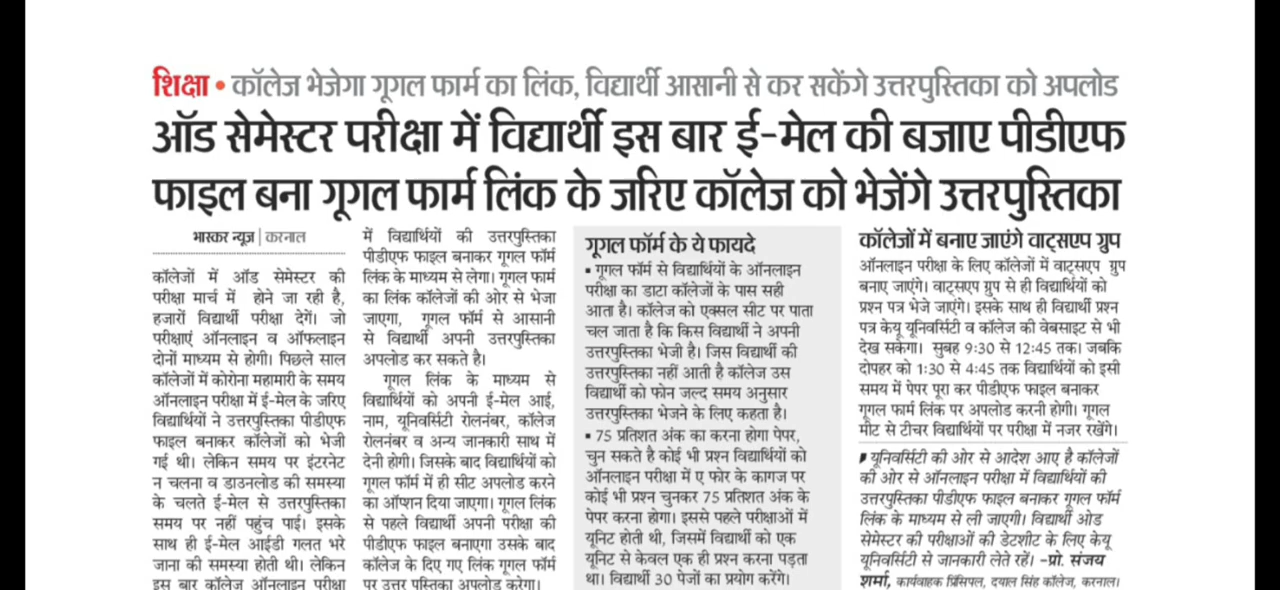 शिक्षा • कॉलेज भेजेगा गूगल फार्म का लिंक, विद्यार्थी आसानी से कर सकेंगे उत्तरपुस्तिका को अपलोड
ऑड सेमेस्टर परीक्षा में विद्यार्थी इस बार ई-मेल की बजाए पीडीएफ
फाइल बना गूगल फार्म लिंक के जरिए कॉलेज को भेजेंगे उत्तरपुस्तिका
भास्कर न्यूज | करनाल
कॉलेजों में ऑड सेमेस्टर की
परीक्षा मार्च में होने जा रही है,
हजारों विद्यार्थी परीक्षा देगें। जो
परीक्षाएं ऑनलाइन व ऑफलाइन
दोनों माध्यम से होगी। पिछले साल
कॉलेजों में कोरोना महामारी के समय
ऑनलाइन परीक्षा में ई-मेल के जरिए
विद्यार्थियों ने उत्तरपुस्तिका पीडीएफ
फाइल बनाकर कॉलेजों को भेजी
गई थी। लेकिन समय पर इंटरनेट
न चलना व डाउनलोड की समस्या
के चलते ई-मेल से उत्तरपुस्तिका
समय पर नहीं पहुंच पाई। इसके
साथ ही ई-मेल आईडी गलत भरे
जाना की समस्या होती थी। लेकिन
इस बार कॉलेज ऑनलाइन परीक्षा
में विद्यार्थियों की उत्तरपुस्तिका
पीडीएफ फाइल बनाकर गूगल फॉर्म
लिंक के माध्यम से लेगा। गूगल फार्म
का लिंक कॉलेजों की ओर से भेजा
जाएगा, गूगल फॉर्म से आसानी
से विद्यार्थी अपनी उत्तरपुस्तिका
अपलोड कर सकते है।
गूगल लिंक के माध्यम से
विद्यार्थियों को अपनी ई-मेल आई,
नाम, यूनिवर्सिटी रोलनंबर, कॉलेज
रोलनंबर व अन्य जानकारी साथ में
देनी होगी। जिसके बाद विद्यार्थियों को
गूगल फॉर्म में ही सीट अपलोड करने
का ऑप्शन दिया जाएगा। गूगल लिंक
से पहले विद्यार्थी अपनी परीक्षा की
पीडीएफ फाइल बनाएगा उसके बाद
कॉलेज के दिए गए लिंक गूगल फॉर्म
पर उत्तर पुस्तिका अपलोड करेगा।
गूगल फॉर्म के ये फायदे
▪ गूगल फॉर्म से विद्यार्थियों के ऑनलाइन
परीक्षा का डाटा कॉलेजों के पास सही
आता है। कॉलेज को एक्सल सीट पर पाता
चल जाता है कि किस विद्यार्थी ने अपनी
उत्तरपुस्तिका भेजी है। जिस विद्यार्थी की
उत्तरपुस्तिका नहीं आती है कॉलेज उस
विद्यार्थी को फोन जल्द समय अनुसार
उत्तरपुस्तिका भेजने के लिए कहता है।
▪ 75 प्रतिशत अंक का करना होगा पेपर,
चुन सकते है कोई भी प्रश्न विद्यार्थियों को
ऑनलाइन परीक्षा में ए फोर के कागज पर
कोई भी प्रश्न चुनकर 75 प्रतिशत अंक के
पेपर करना होगा। इससे पहले परीक्षाओं में
यूनिट होती थी, जिसमें विद्यार्थी को एक
यूनिट से केवल एक ही प्रश्न करना पड़ता
था। विद्यार्थी 30 पेजों का प्रयोग करेंगे।
कॉलेजों में बनाए जाएंगे वाट्सएप ग्रुप
ऑनलाइन परीक्षा के लिए कॉलेजों में वाट्सएप ग्रुप
बनाए जाएंगे। वाट्सएप ग्रुप से ही विद्यार्थियों को
प्रश्न पत्र भेजे जाएंगे। इसके साथ ही विद्यार्थी प्रश्न
पत्र केयू यूनिवर्सिटी व कॉलेज की वेबसाइट से भी
देख सकेगा। सुबह 9:30 से 12:45 तक। जबकि
दोपहर को 1:30 से 4:45 तक विद्यार्थियों को इसी
समय में पेपर पूरा कर पीडीएफ फाइल बनाकर
गूगल फार्म लिंक पर अपलोड करनी होगी। गूगल
मीट से टीचर विद्यार्थियों पर परीक्षा में नजर रखेंगे।
यूनिवर्सिटी की ओर से आदेश आए है कॉलेजों
की ओर से ऑनलाइन परीक्षा में विद्यार्थियों की
उत्तरपुस्तिका पीडीएफ फाइल बनाकर गूगल फॉर्म
लिंक के माध्यम से ली जाएगी। विद्यार्थी ओड
सेमेस्टर की परीक्षाओं की डेटशीट के लिए केयू
यूनिवर्सिटी से जानकारी लेते रहें। -प्रो. संजय
शर्मा, कार्यवाहक प्रिंसिपल, दयाल सिंह कॉलेज, करनाल।